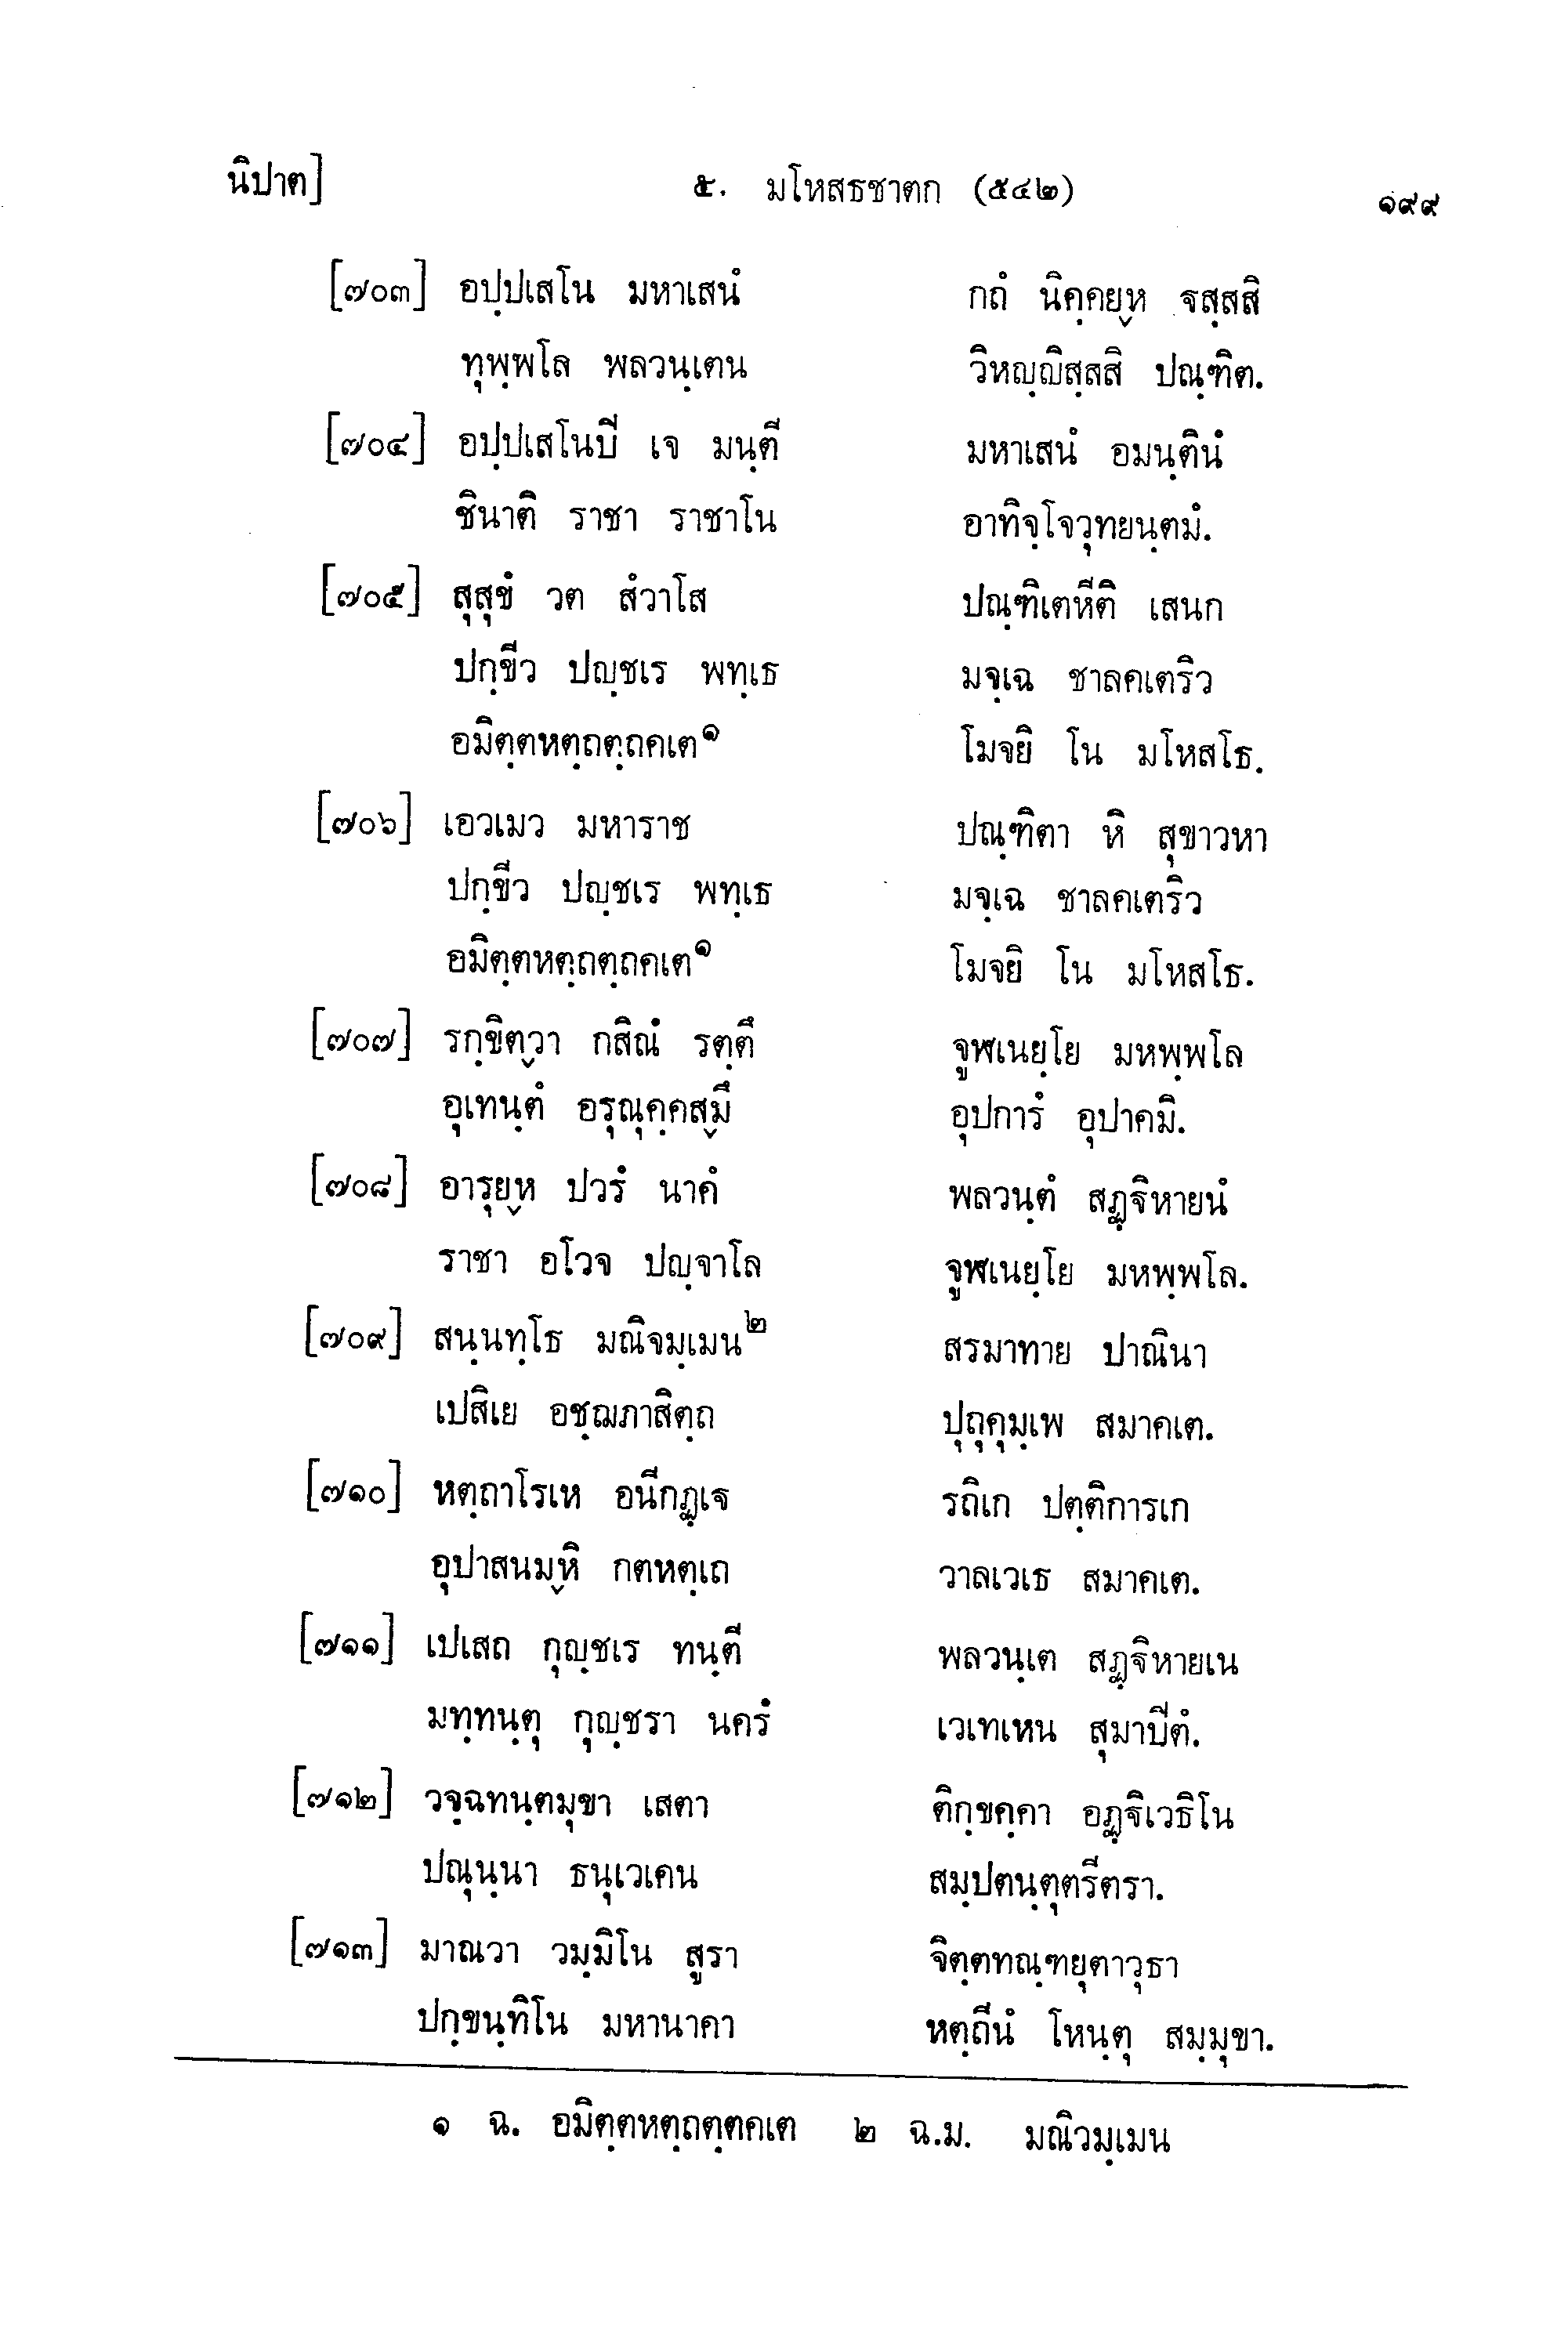 นิปาต] ๕. มโหสธชาตก (๕๔๒) ๑๙๙
[๗๐๓] อปฺปเสโน มหาเสนํ กถํ นิคฺคยฺห ฐสฺสสิ
ทุพฺพโล พลวนฺเตน วิหญฺญิสฺสสิ ปณฺฑิต.
[๗๐๔] อปฺปเสโนปี เจ มนฺตี มหาเสนํ อมนฺตินํ
ชินาติ ราชา ราชาโน อาทิจฺโจวุทยนฺตมํ.
[๗๐๕] สุสุขํ วต สํวาโส ปณฺฑิเตหีติ เสนก
ปกฺขีว ปญฺชเร พทฺเธ มจฺเฉ ชาลคเตริว
อมิตฺตหตฺถตฺถคเต๑ โมจยิ โน มโหสโธ.
[๗๐๖] เอวเมว มหาราช ปณฺฑิตา หิ สุขาวหา
ปกฺขีว ปญฺชเร พทฺเธ มจฺเฉ ชาลคเตริว
อมิตฺตหตฺถตฺถคเต๑ โมจยิ โน มโหสโธ.
[๗๐๗] รกฺขิตฺวา กสิณํ รตฺตึ จูฬเนยฺโย มหพฺพโล
อุเทนฺตํ อรุณุคฺคสฺมึ อุปการํ อุปาคมิ.
[๗๐๘] อารุยฺห ปวรํ นาคํ พลวนฺตํ สฏฺฐิหายนํ
ราชา อโวจ ปญฺจาโล จูฬเนยฺโย มหพฺพโล.
[๗๐๙] สนฺนทฺโธ มณิจมฺเมน๒ สรมาทาย ปาณินา
เปสิเย อชฺฌภาสิตฺถ ปุถุคุมฺเพ สมาคเต.
[๗๑๐] หตฺถาโรเห อนีกฏฺเฐ รถิเก ปตฺติการเก
อุปาสนมฺหิ กตหตฺเถ วาลเวเธ สมาคเต.
[๗๑๑] เปเสถ กุญฺชเร ทนฺตี พลวนฺเต สฏฺฐิหายเน
มทฺทนฺตุ กุญฺชรา นครํ เวเทเหน สุมาปีตํ.
[๗๑๒] วจฺฉทนฺตมุขา เสตา ติกฺขคฺคา อฏฺฐิเวธิโน
ปณุนฺนา ธนุเวเคน สมฺปตนฺตุตรีตรา.
[๗๑๓] มาณวา วมฺมิโน สูรา จิตฺตทณฺฑยุตาวุธา
ปกฺขนฺทิโน มหานาคา หตฺถีนํ โหนฺตุ สมฺมุขา.
๑ ฉ. อมิตฺตหตฺถตฺตคเต ๒ ฉ.ม. มณิวมฺเมน